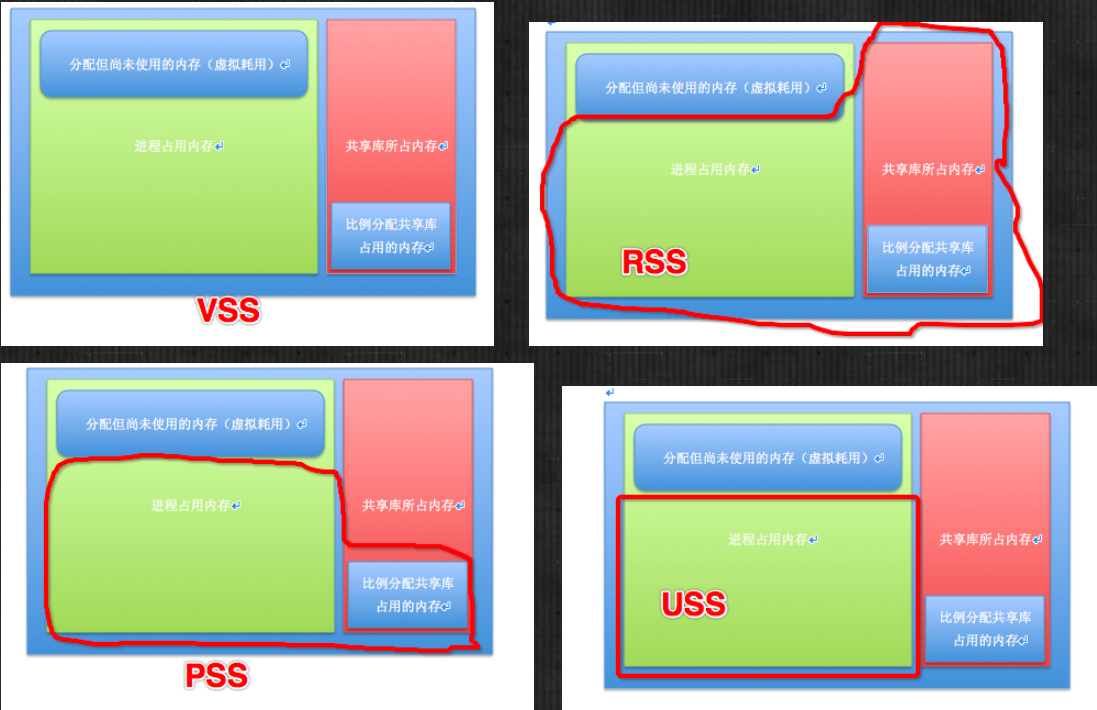 分配但尚未使用的内存（虚拟耗用）
进程占用内存
共享库所占内存
比例分配共享库
占用的内存
VSS
分配但尚未使用的内存（虚拟耗用）
进程占用内存
共享库所占内存
比例分配共享库
占用的内存
RSS
分配但尚未使用的内存（虚拟耗用）
进程占用内存
共享库所占内存
比例分配共享库
占用的内存
PSS
分配但尚未使用的内存（虚拟耗用）
进程占用内存
共享库所占内存
比例分配共享库
占用的内存
USS